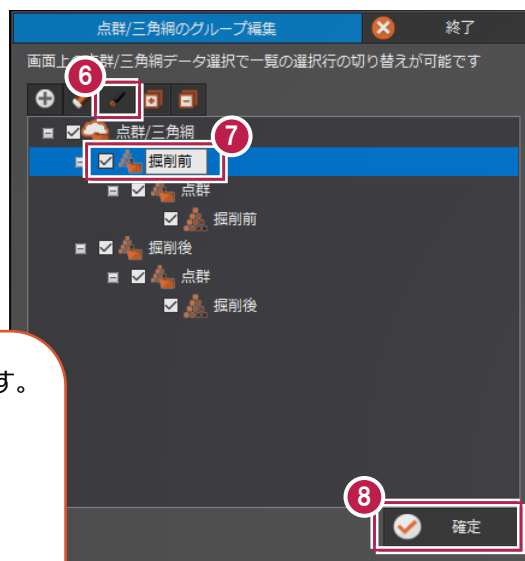 点群/三角網のグループ編集
終了
画面上の点群/三角網データ選択で一覧の選択行の切り替えが可能です
6
点群/三角網
7
掘削前
点群
掘削前
掘削後
点群
掘削後
す。
8
確定